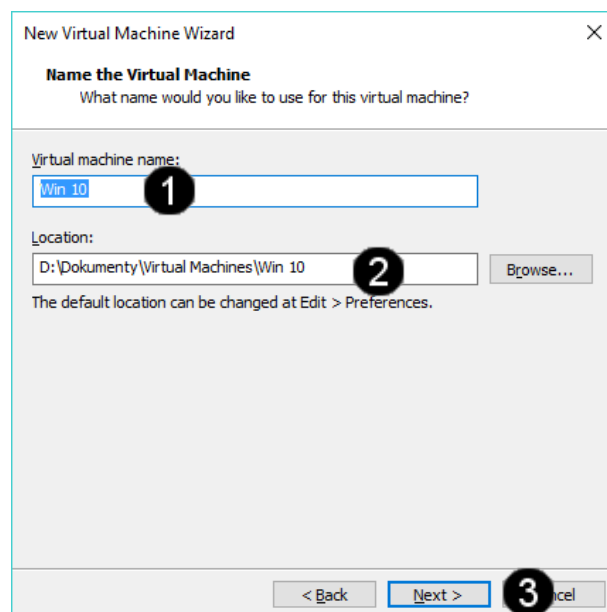 New Virtual Machine Wizard
Name the Virtual Machine
What name would you like to use for this virtual machine?
Virtual machine name:
Win 10 1
Location:
D:\Dokumenty\Virtual Machines\Win 10 2 Browse...
The default location can be changed at Edit > Preferences.
< Back Next > 3